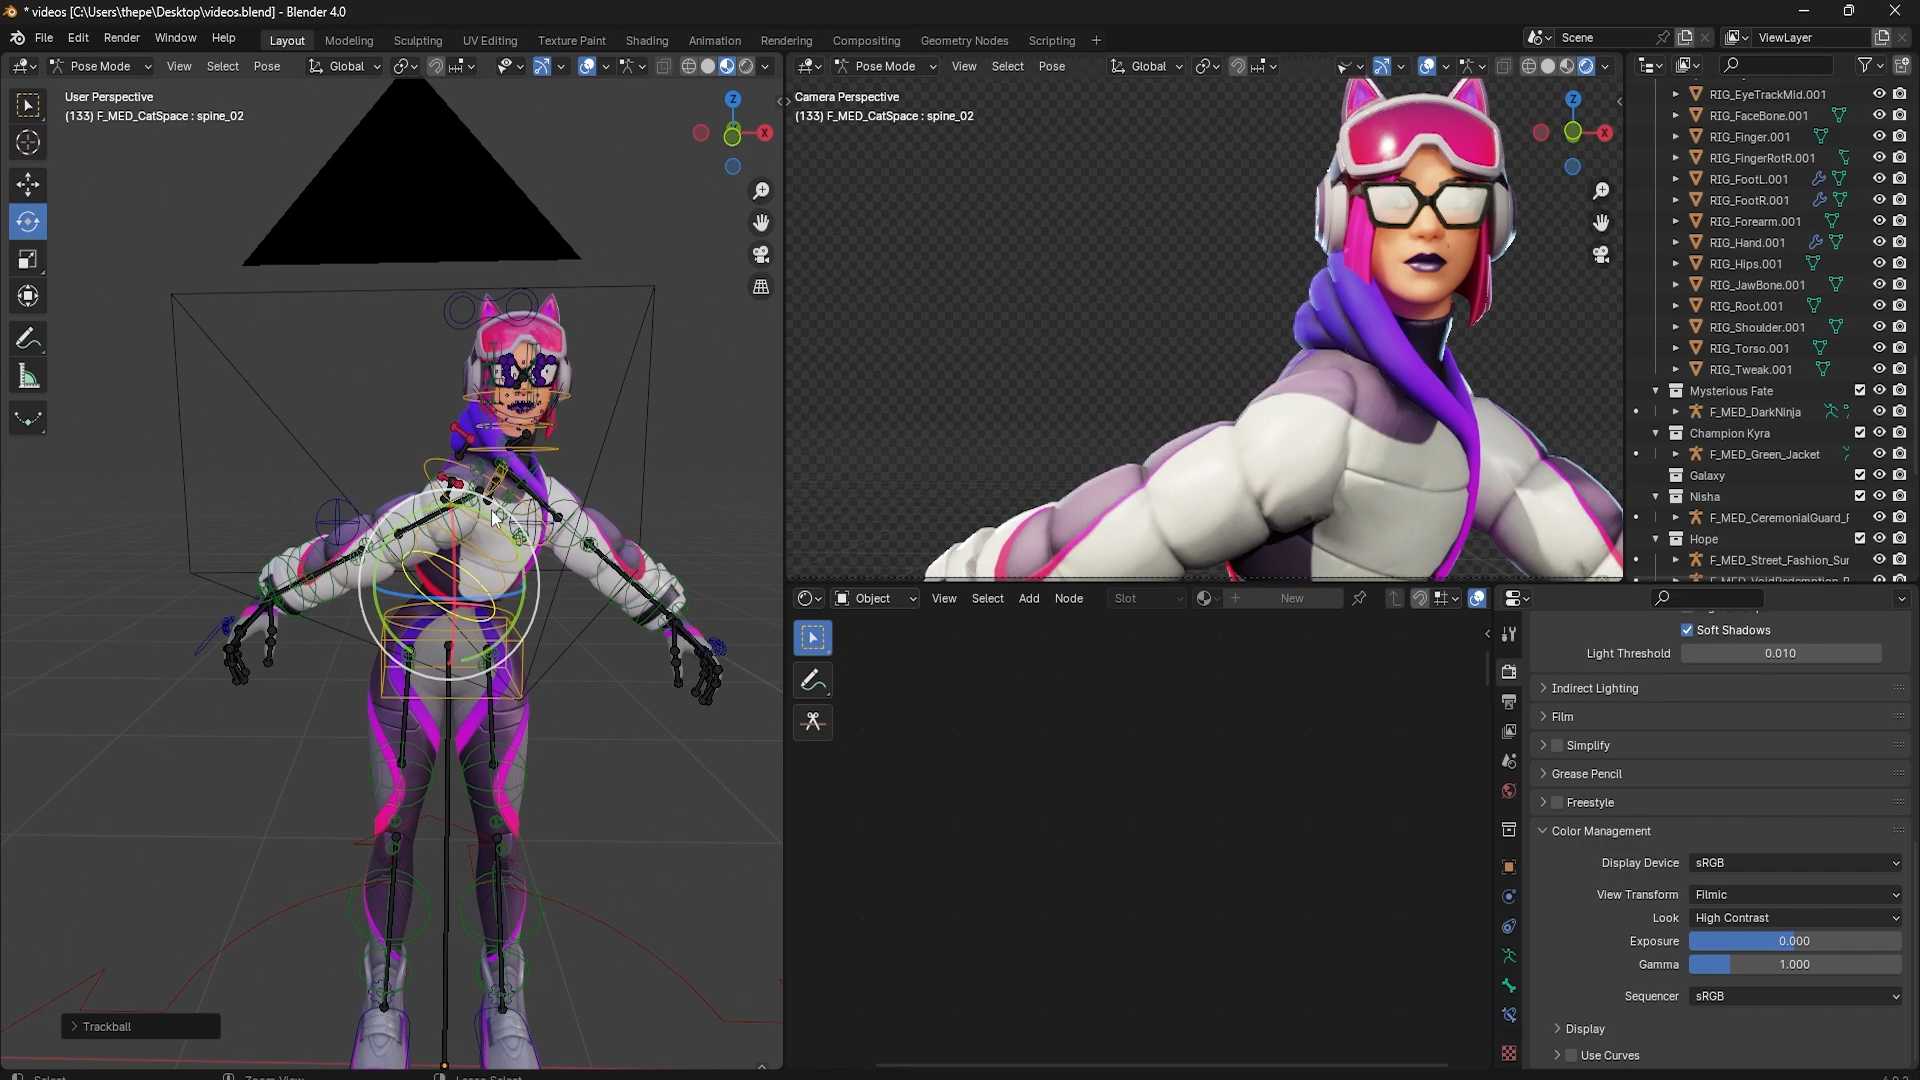 * videos [C:\Users\thepe\Desktop\videos.blend] - Blender 4.0
File Edit Render Window Help
Layout Modeling Sculpting UV Editing Texture Paint Shading Animation Rendering Compositing Geometry Nodes Scripting +
Scene
ViewLayer
Pose Mode View Select Pose Global
User Perspective
(133) F_MED_CatSpace : spine_02
Z
X
Trackball
Pose Mode View Select Pose Global
Camera Perspective
(133) F_MED_CatSpace : spine_02
Z
X
RIG_EyeTrackMid.001
RIG_FaceBone.001
RIG_Finger.001
RIG_FingerRotR.001
RIG_FootL.001
RIG_FootR.001
RIG_Forearm.001
RIG_Hand.001
RIG_Hips.001
RIG_JawBone.001
RIG_Root.001
RIG_Shoulder.001
RIG_Torso.001
RIG_Tweak.001
Mysterious Fate
F_MED_DarkNinja
Champion Kyra
F_MED_Green_Jacket
Galaxy
Nisha
F_MED_CeremonialGuard_F
Hope
F_MED_Street_Fashion_Sur
Object View Select Add Node Slot New
Soft Shadows
Light Threshold 0.010
Indirect Lighting
Film
Simplify
Grease Pencil
Freestyle
Color Management
Display Device sRGB
View Transform Filmic
Look High Contrast
Exposure 0.000
Gamma 1.000
Sequencer sRGB
Display
Use Curves